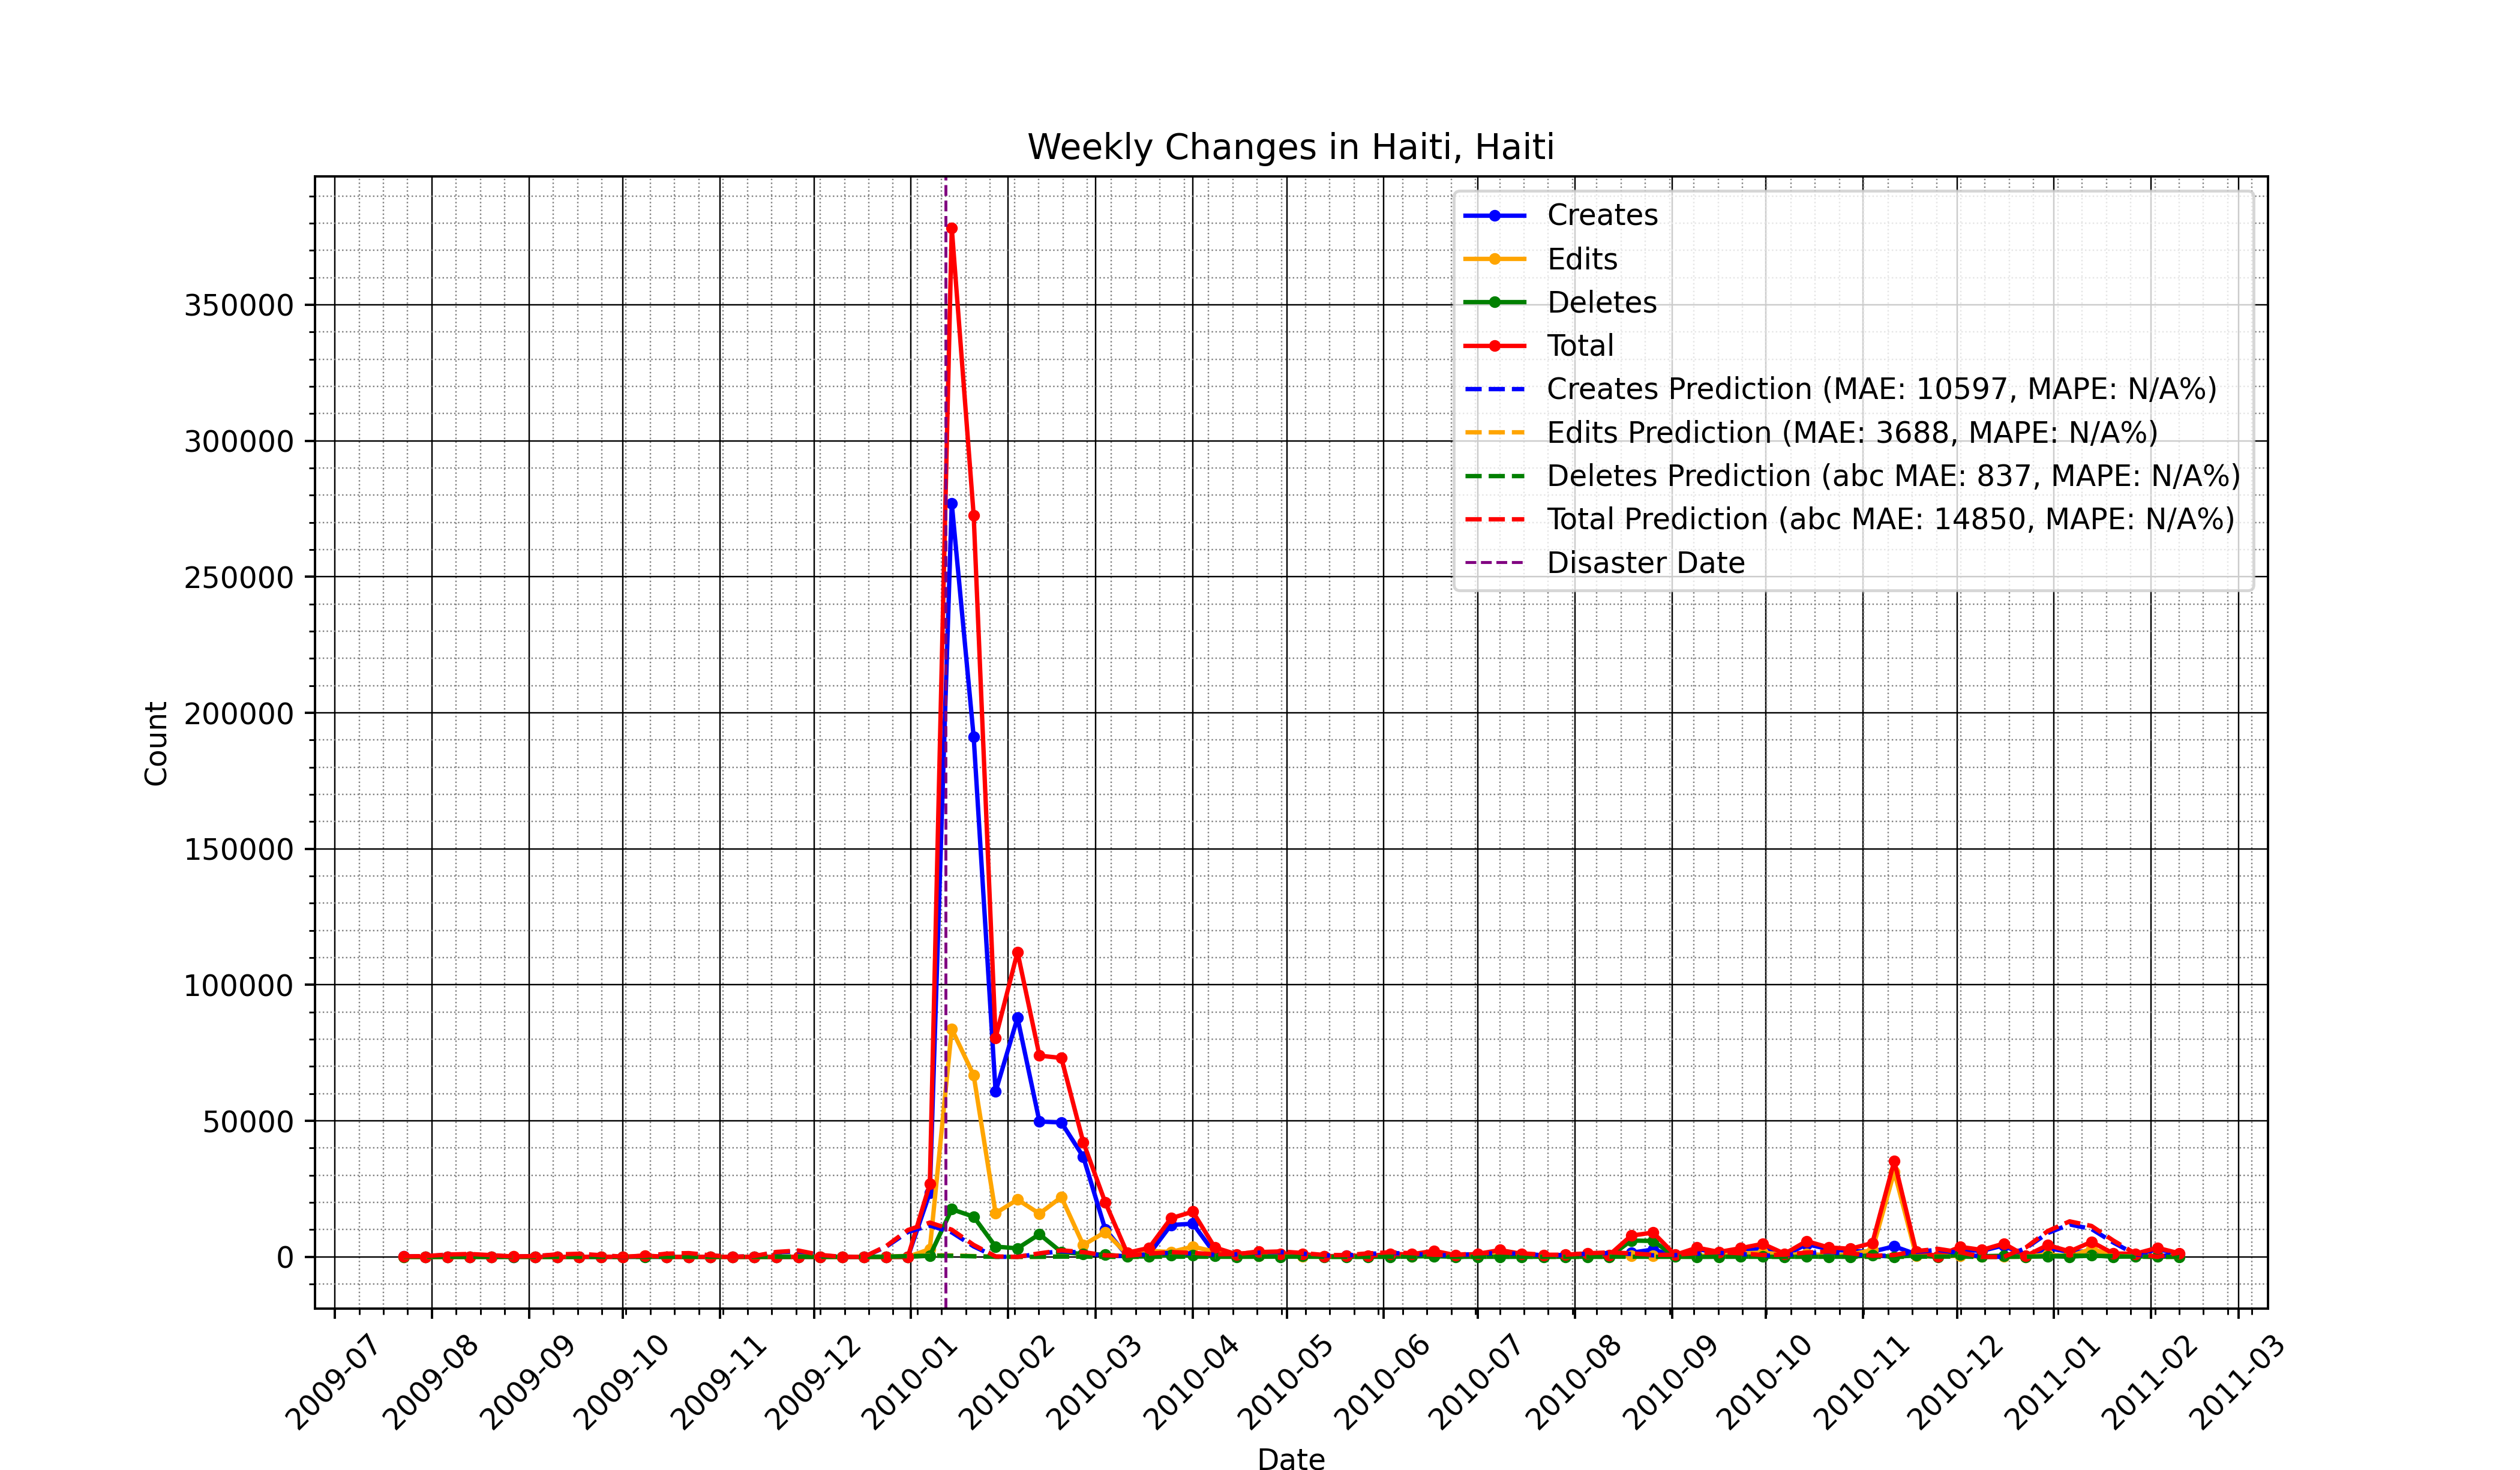 Weekly Changes in Haiti, Haiti
Creates
Edits
Deletes
Total
Creates Prediction (MAE: 10597, MAPE: N/A%)
Edits Prediction (MAE: 3688, MAPE: N/A%)
Deletes Prediction (abc MAE: 837, MAPE: N/A%)
Total Prediction (abc MAE: 14850, MAPE: N/A%)
Disaster Date
Count
350000
300000
250000
200000
150000
100000
50000
0
2009-07
2009-08
2009-09
2009-10
2009-11
2009-12
2010-01
2010-02
2010-03
2010-04
2010-05
2010-06
2010-07
2010-08
2010-09
2010-10
2010-11
2010-12
2011-01
2011-02
2011-03
Date